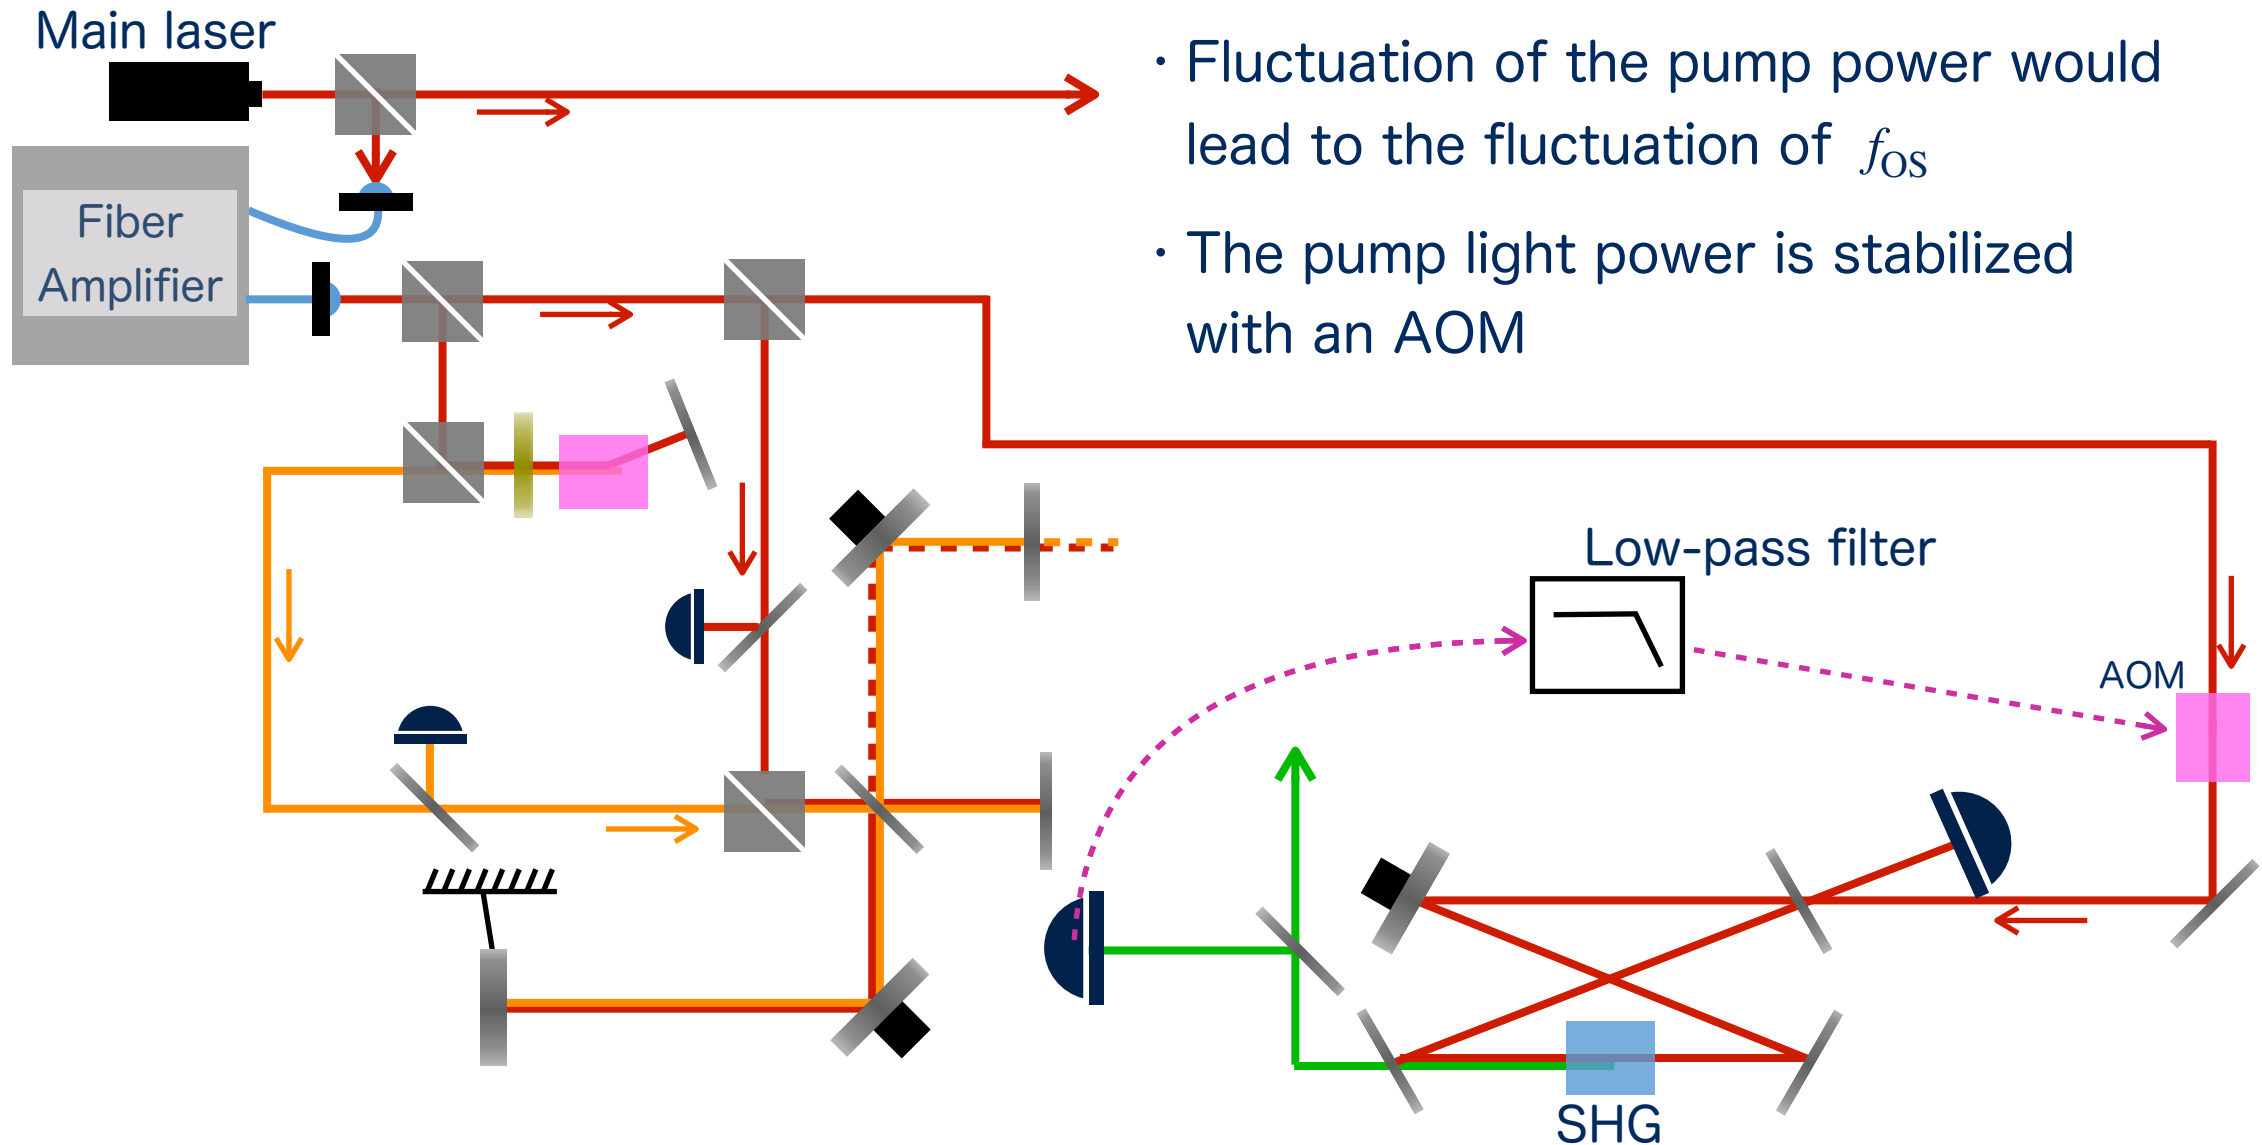 Main laser
・Fluctuation of the pump power would
lead to the fluctuation of f_OS
・The pump light power is stabilized
with an AOM
Fiber
Amplifier
Low-pass filter
AOM
SHG